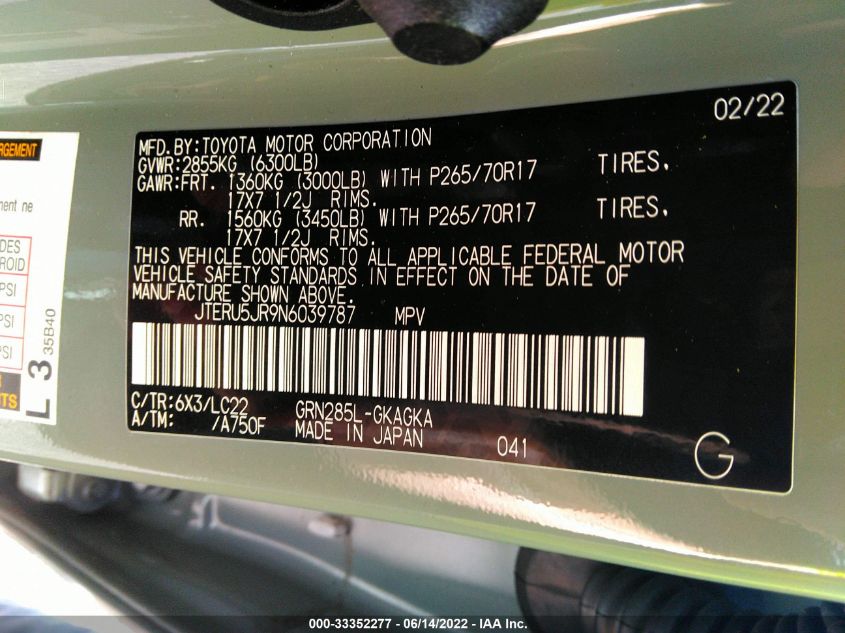 02/22
MFD.BY:TOYOTA MOTOR CORPORATION
GVWR:2855KG (6300LB)
GAWR:FRT. 1360KG (3000LB) WITH P265/70R17 TIRES,
17X7 1/2J RIMS.
RR. 1560KG (3450LB) WITH P265/70R17 TIRES,
17X7 1/2J RIMS.
THIS VEHICLE CONFORMS TO ALL APPLICABLE FEDERAL MOTOR
VEHICLE SAFETY STANDARDS IN EFFECT ON THE DATE OF
MANUFACTURE SHOWN ABOVE.
JTERU5JR9N6039787 MPV
C/TR:6X3/LC22 GRN285L-GKAGKA
A/TM: /A750F MADE IN JAPAN 041
G
ment ne
PSI
PSI
PSI
L 3
35B40
000-33352277 - 06/14/2022 - IAA Inc.